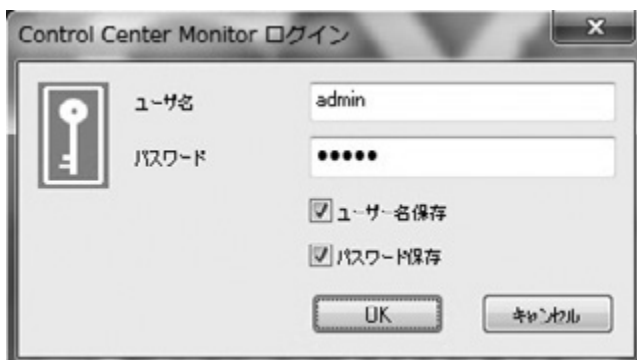 Control Center Monitor ログイン
x
ユーザ名
admin
パスワード
●●●●●
ユーザー名保存
パスワード保存
OK
キャンセル